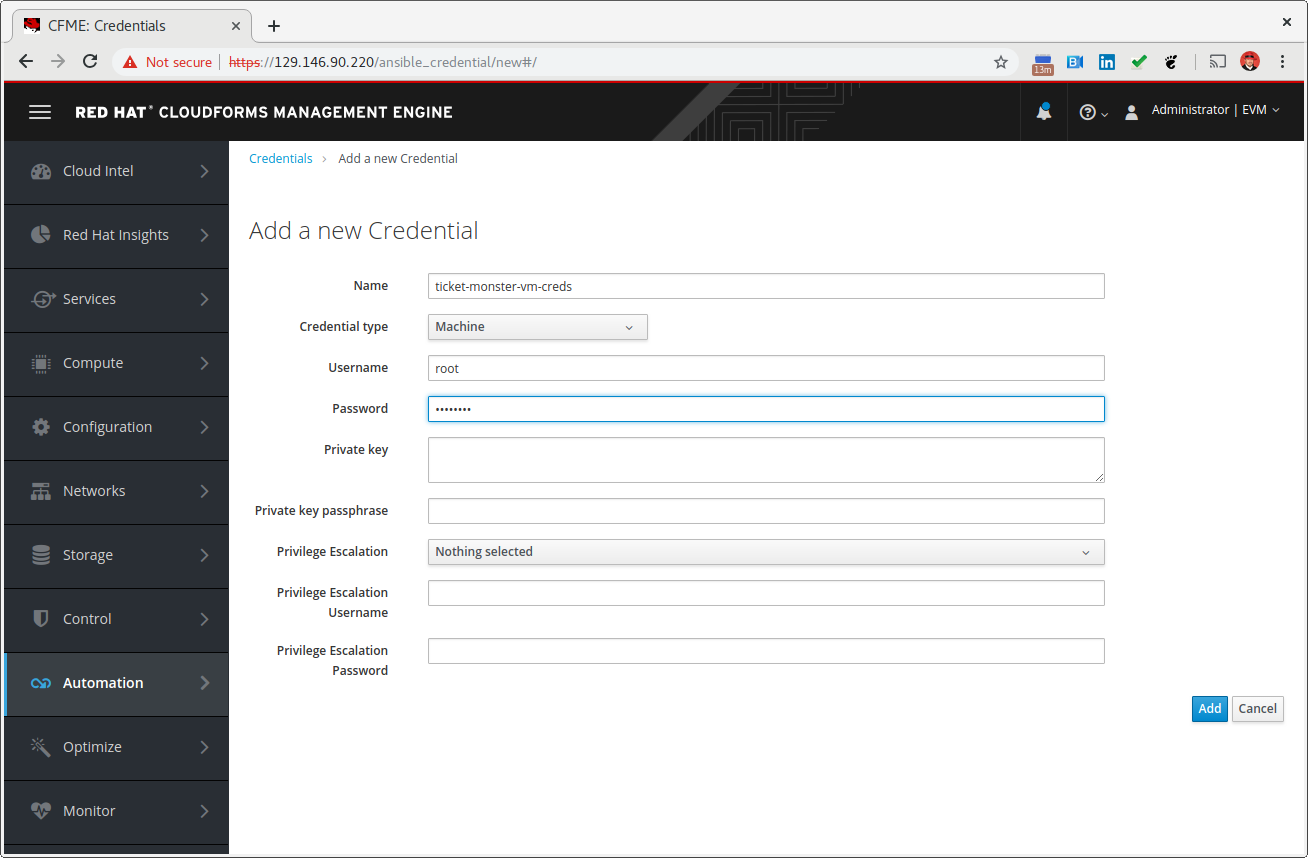 CFME: Credentials
Not secure https://129.146.90.220/ansible_credential/new#/
13m
B
in
RED HAT® CLOUDFORMS MANAGEMENT ENGINE
Administrator | EVM
Cloud Intel
Red Hat Insights
Services
Compute
Configuration
Networks
Storage
Control
Automation
Optimize
Monitor
Credentials › Add a new Credential
Add a new Credential
Name ticket-monster-vm-creds
Credential type Machine
Username root
Password ••••••••
Private key
Private key passphrase
Privilege Escalation Nothing selected
Privilege Escalation
Username
Privilege Escalation
Password
Add Cancel